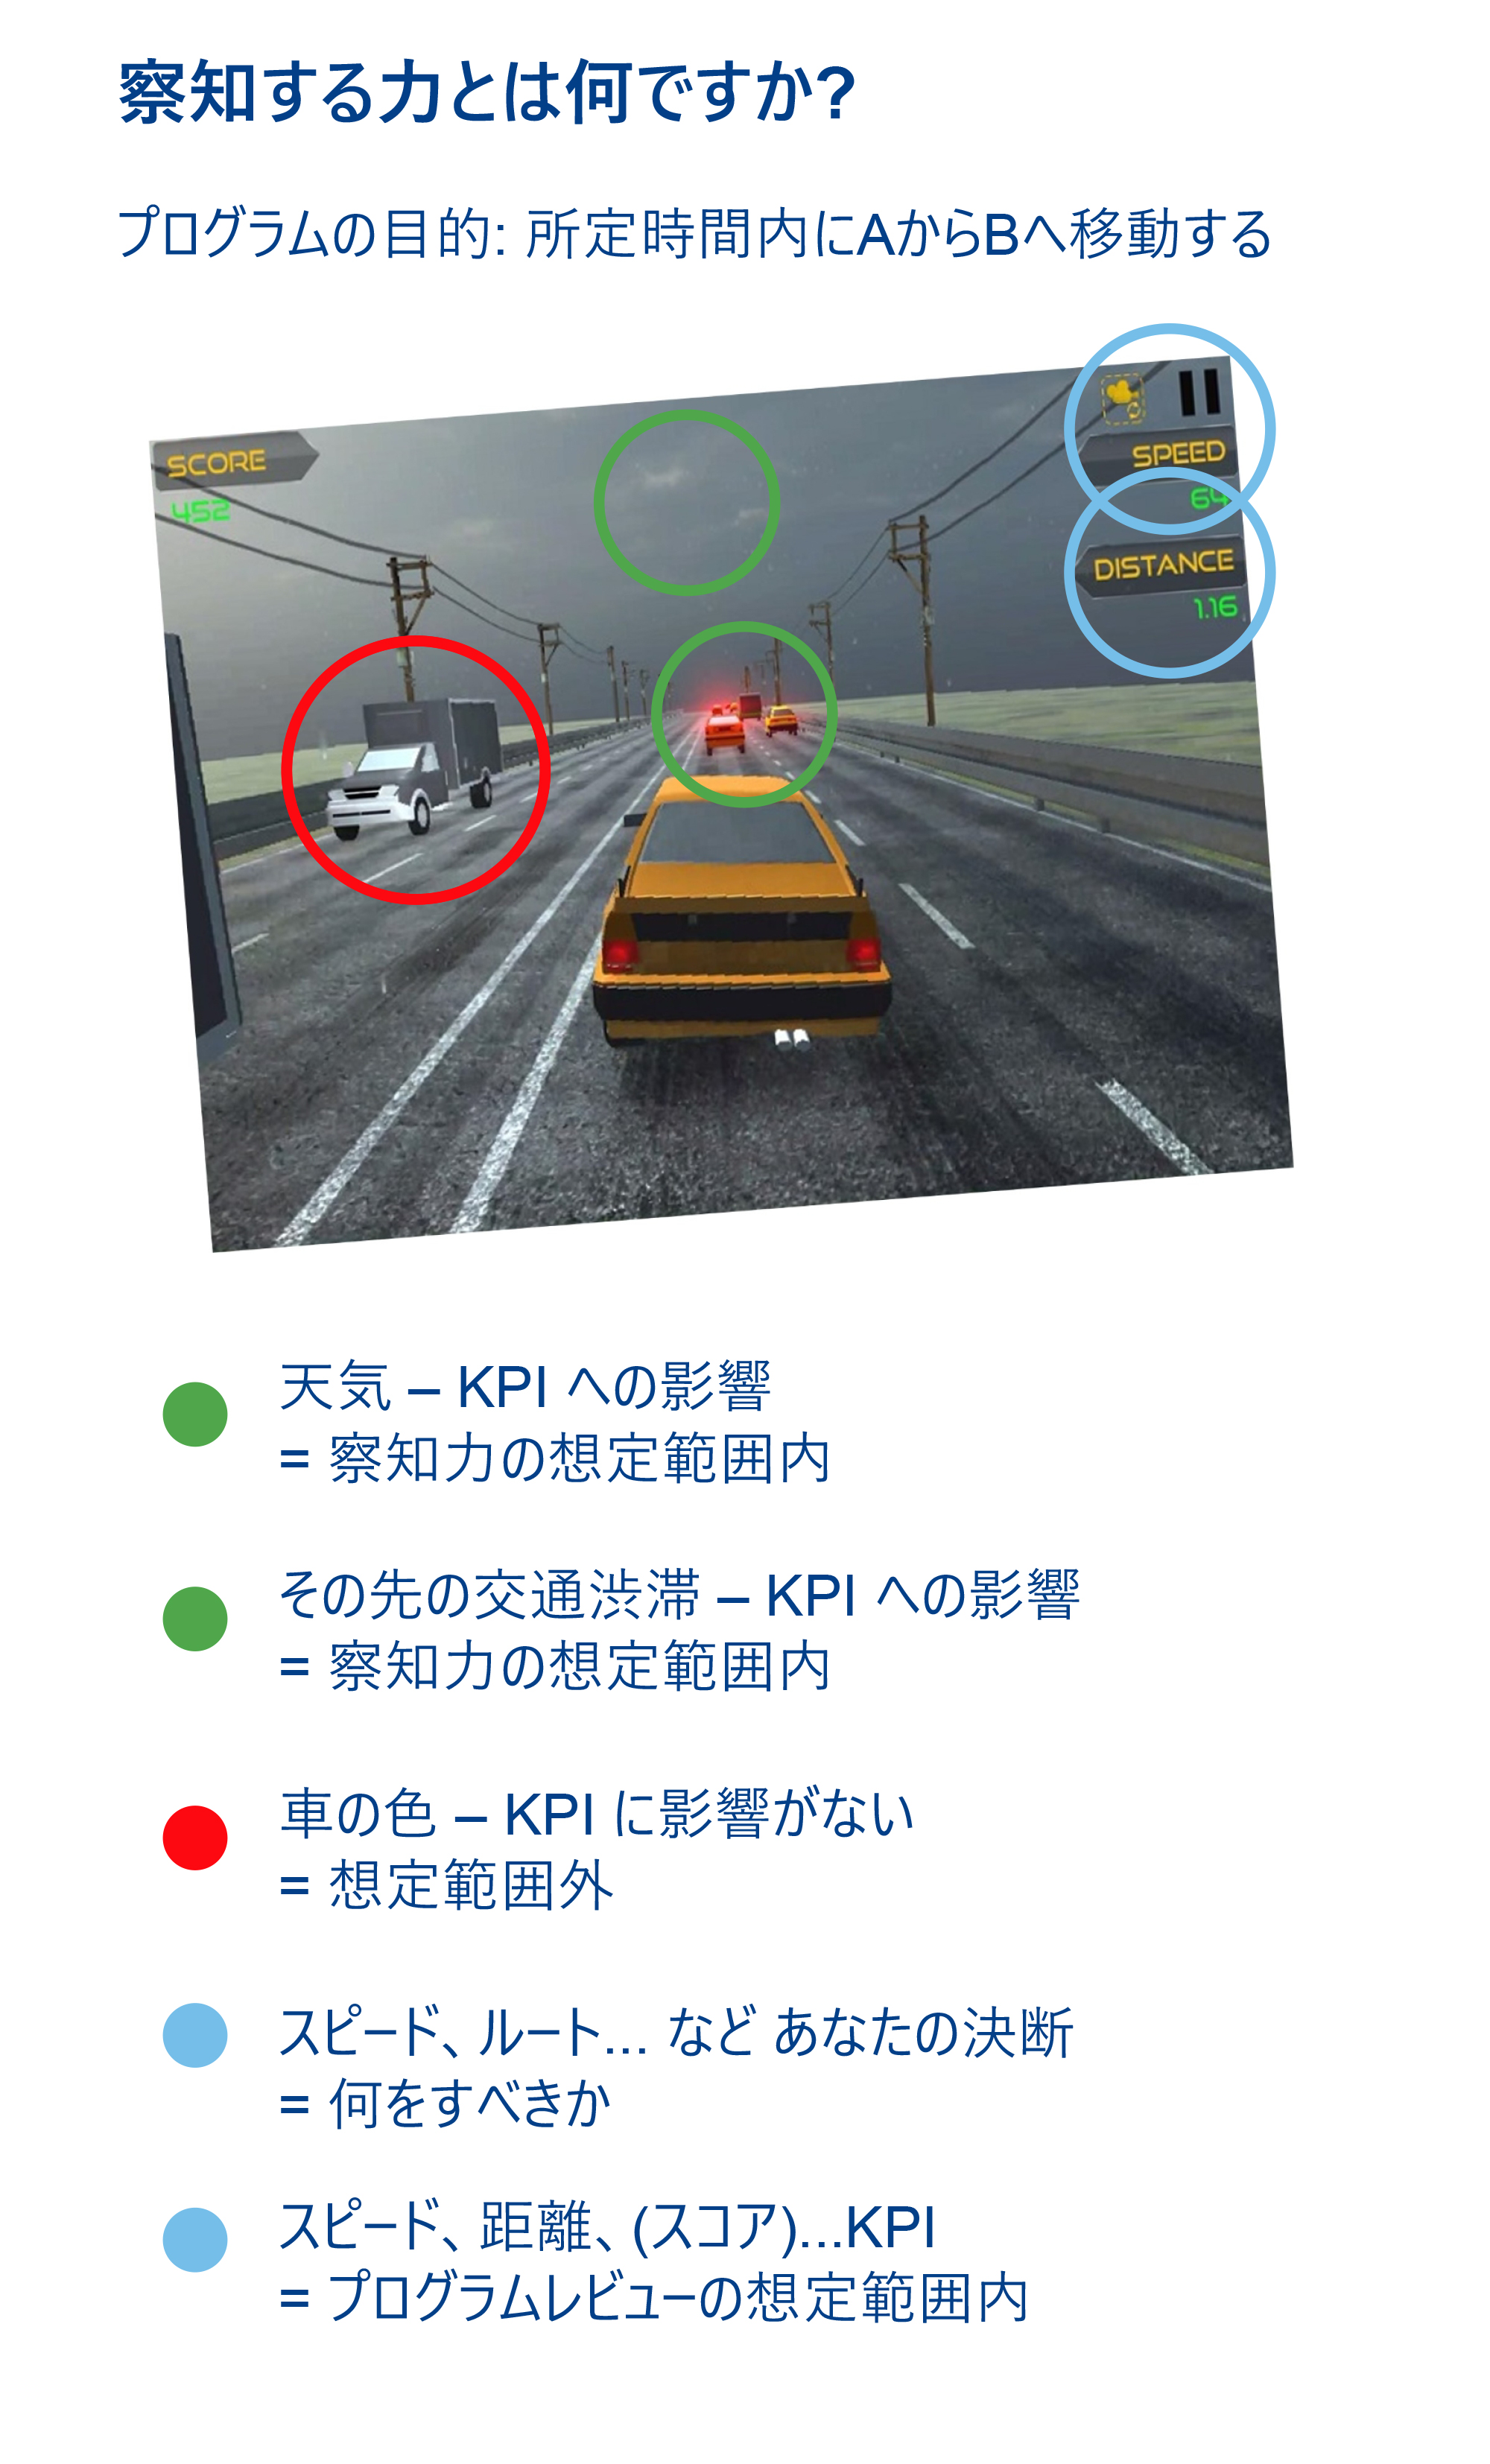 察知する力とは何ですか?
プログラムの目的: 所定時間内にAからBへ移動する
SCORE
452
SPEED
64
DISTANCE
1.16
天気 – KPI への影響
= 察知力の想定範囲内
その先の交通渋滞 – KPI への影響
= 察知力の想定範囲内
車の色 – KPI に影響がない
= 想定範囲外
スピード、ルート... など あなたの決断
= 何をすべきか
スピード、距離、(スコア)...KPI
= プログラムレビューの想定範囲内